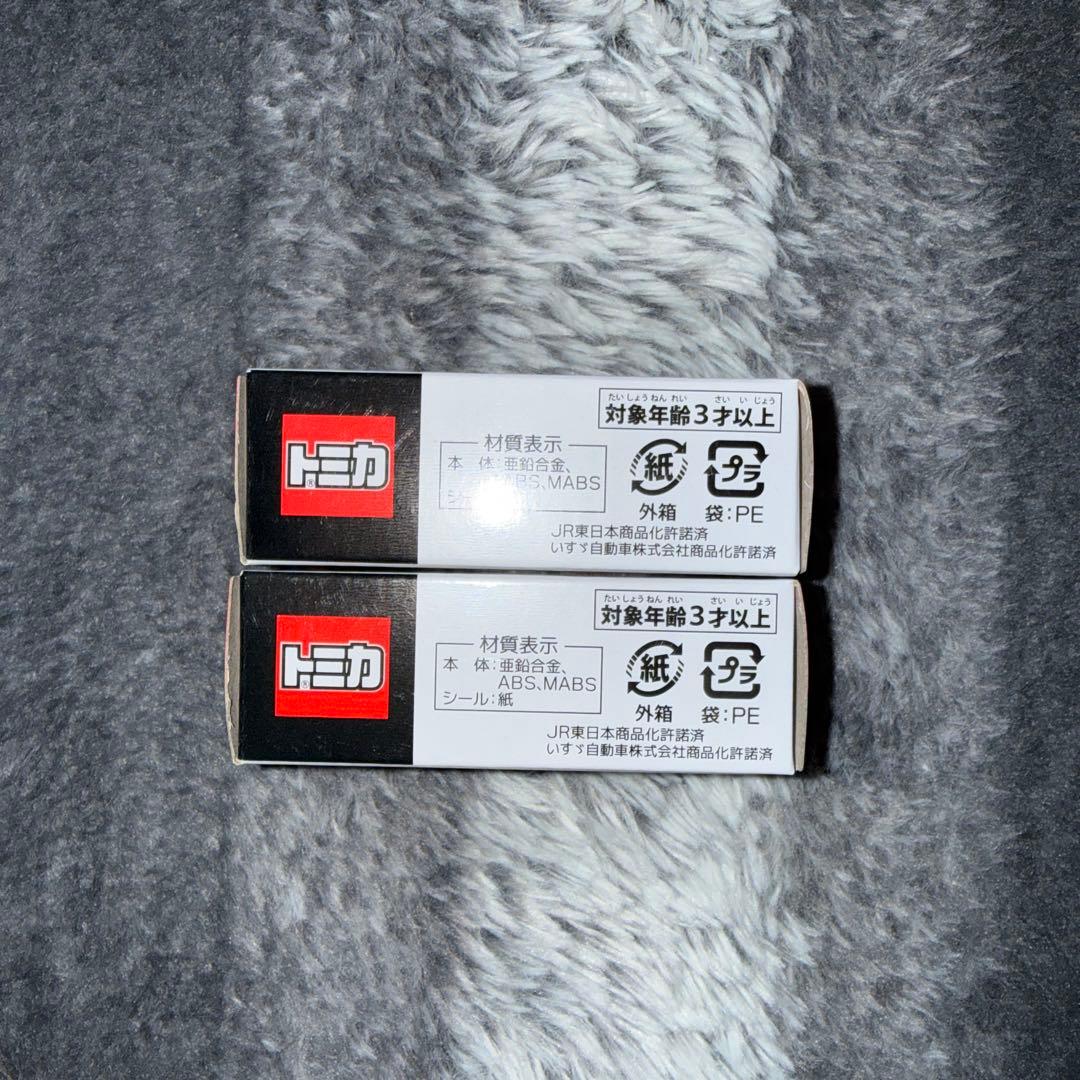 トミカ®
たいしょうねんれい さいいじょう
対象年齢3才以上
材質表示
本 体:亜鉛合金、
ABS、MABS
紙
プラ
外箱 袋:PE
JR東日本商品化許諾済
いすゞ自動車株式会社商品化許諾済
トミカ®
たいしょうねんれい さいいじょう
対象年齢3才以上
材質表示
本 体:亜鉛合金、
ABS、MABS
シール:紙
紙
プラ
外箱 袋:PE
JR東日本商品化許諾済
いすゞ自動車株式会社商品化許諾済